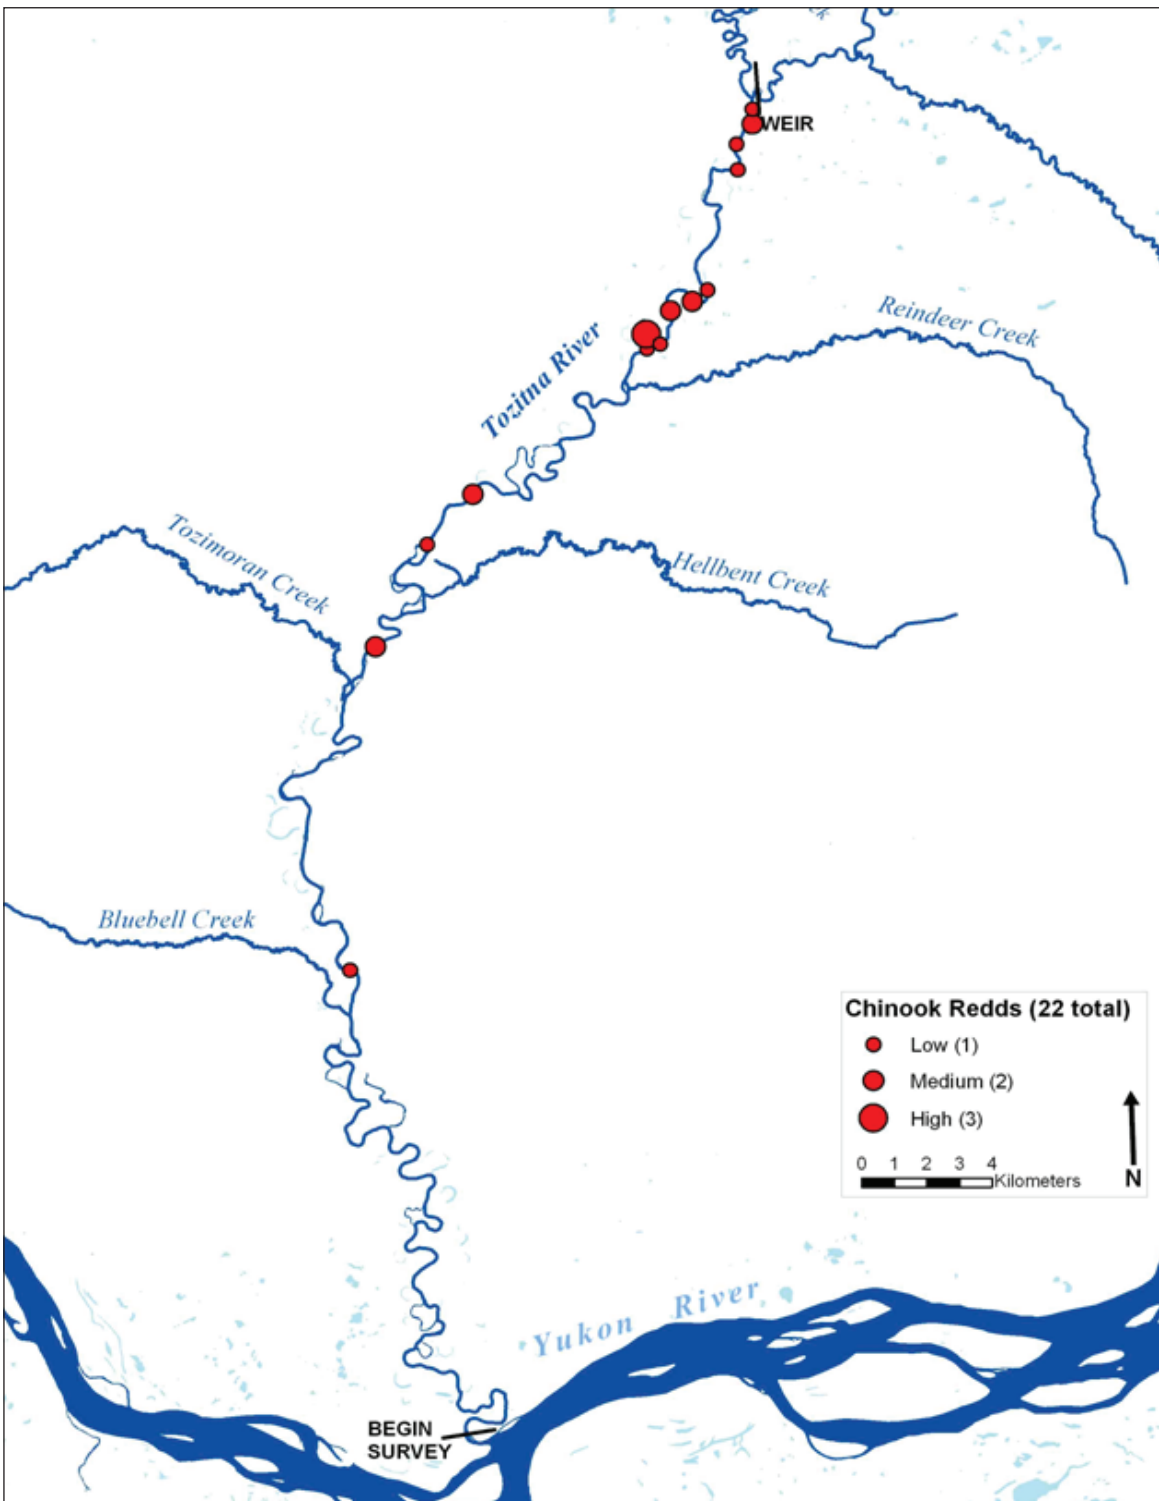 WEIR
Reindeer Creek
Tozitna River
Tozimoran Creek
Hellbent Creek
Bluebell Creek
Chinook Redds (22 total)
Low (1)
Medium (2)
High (3)
0 1 2 3 4
Kilometers
N
Yukon River
BEGIN
SURVEY